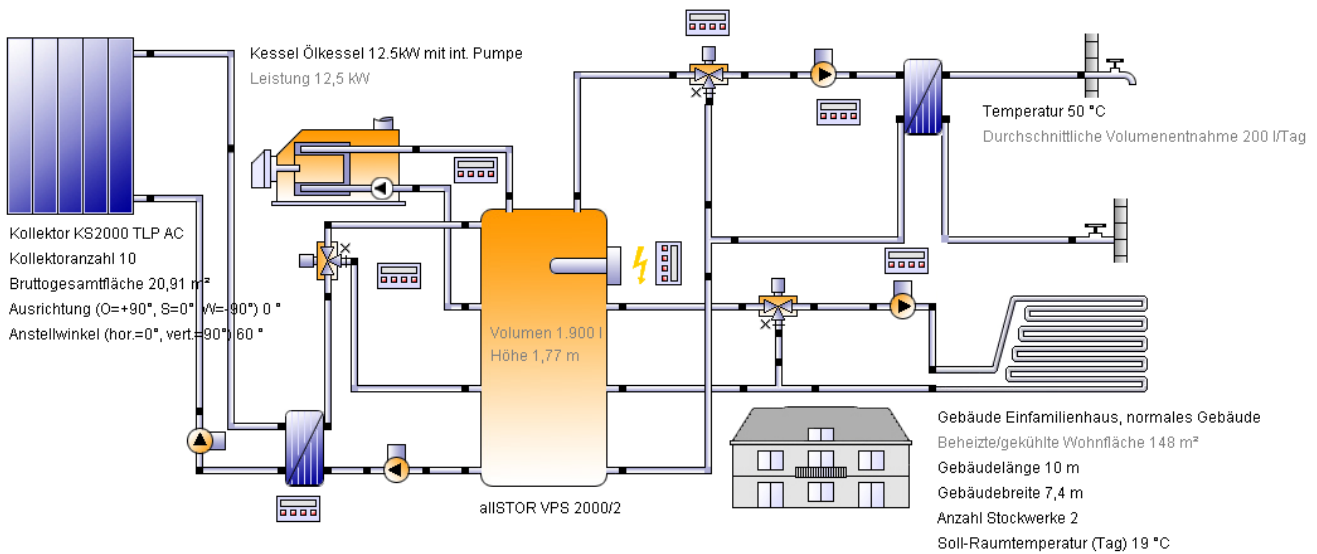 Kessel Ölkessel 12.5kW mit int. Pumpe
Leistung 12,5 kW
Temperatur 50 °C
Durchschnittliche Volumenentnahme 200 l/Tag
Kollektor KS2000 TLP AC
Kollektoranzahl 10
Bruttogesamtfläche 20,91 m²
Ausrichtung (O=+90°, S=0°, W=-90°) 0 °
Anstellwinkel (hor.=0°, vert.=90°) 60 °
Volumen 1.900 l
Höhe 1,77 m
allSTOR VPS 2000/2
Gebäude Einfamilienhaus, normales Gebäude
Beheizte/gekühlte Wohnfläche 148 m²
Gebäudelänge 10 m
Gebäudebreite 7,4 m
Anzahl Stockwerke 2
Soll-Raumtemperatur (Tag) 19 °C